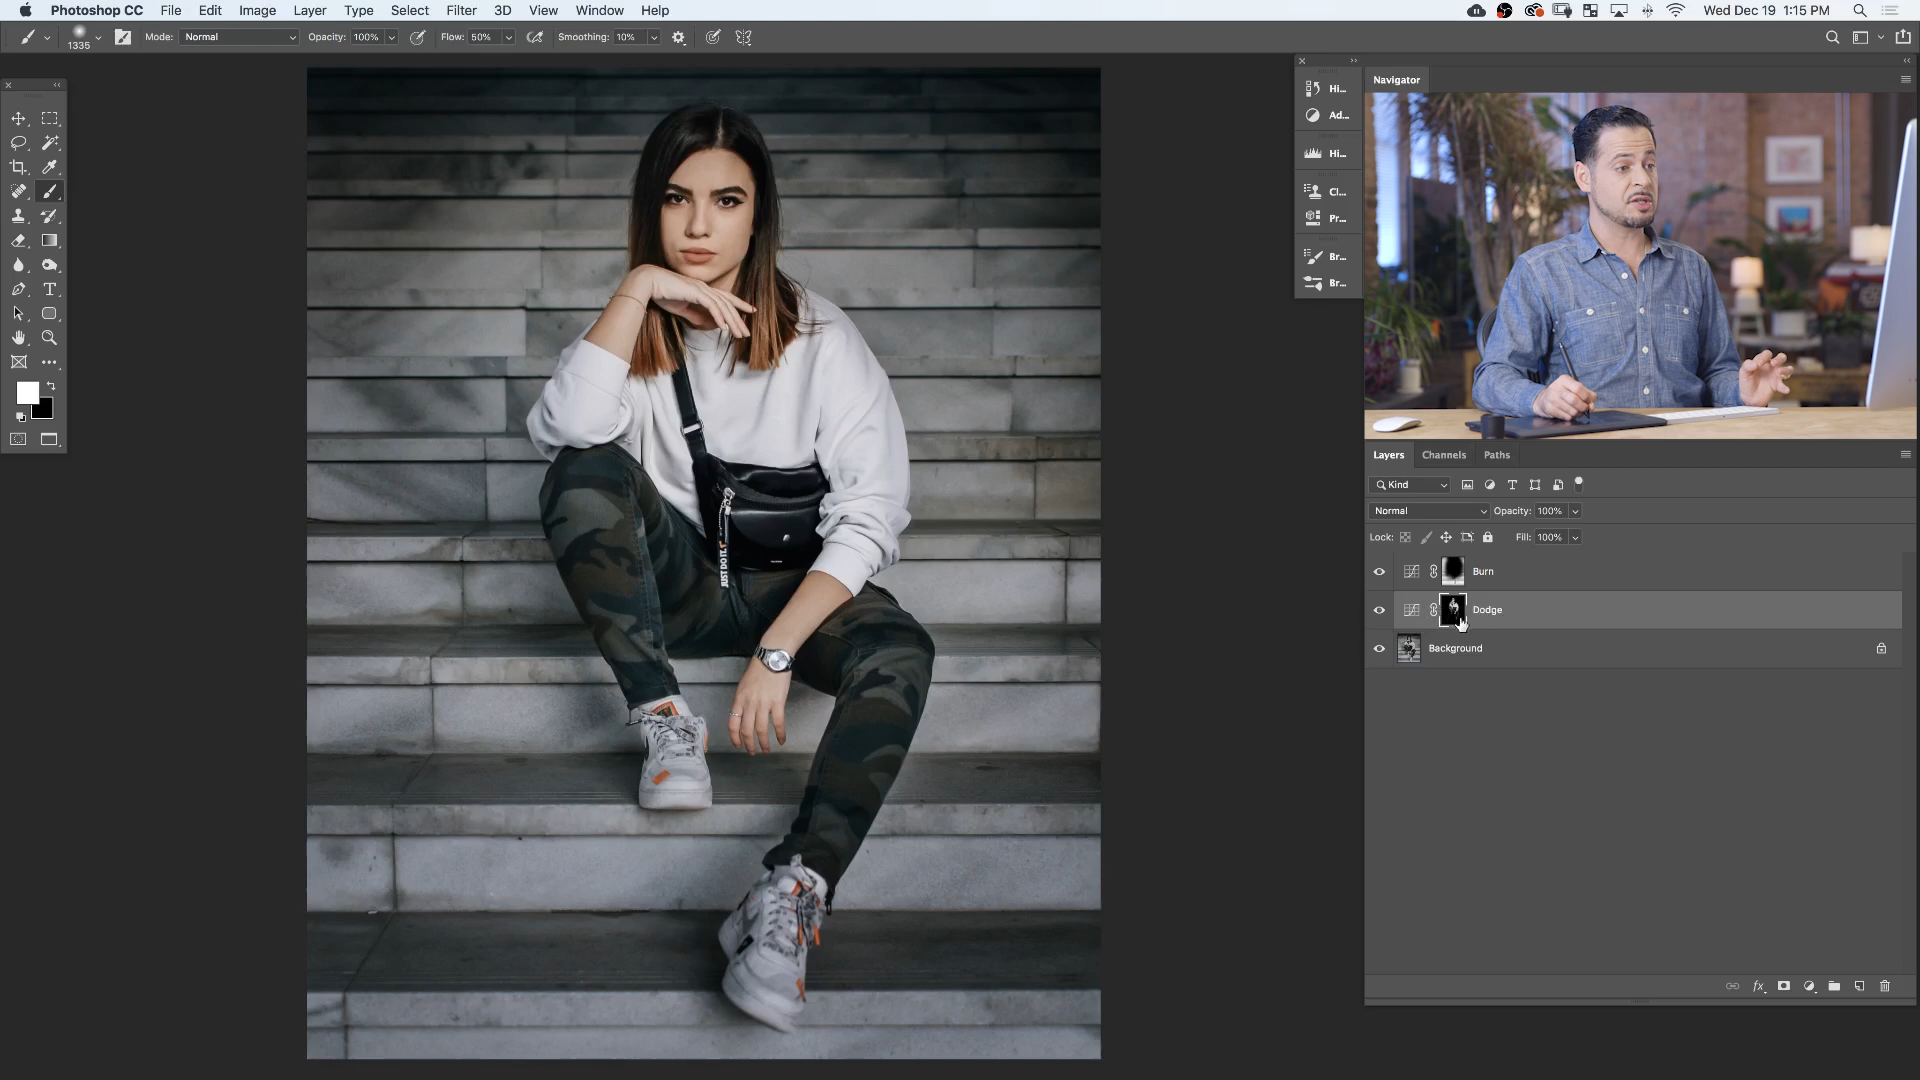 Photoshop CC File Edit Image Layer Type Select Filter 3D View Window Help Wed Dec 19 1:15 PM
1335 Mode: Normal Opacity: 100% Flow: 50% Smoothing: 10%
Hi...
Ad...
Hi...
Cl...
Pr...
Br...
Br...
Navigator
JUST DO IT.
Layers Channels Paths
Kind
Normal Opacity: 100%
Lock: Fill: 100%
Burn
Dodge
Background
fx